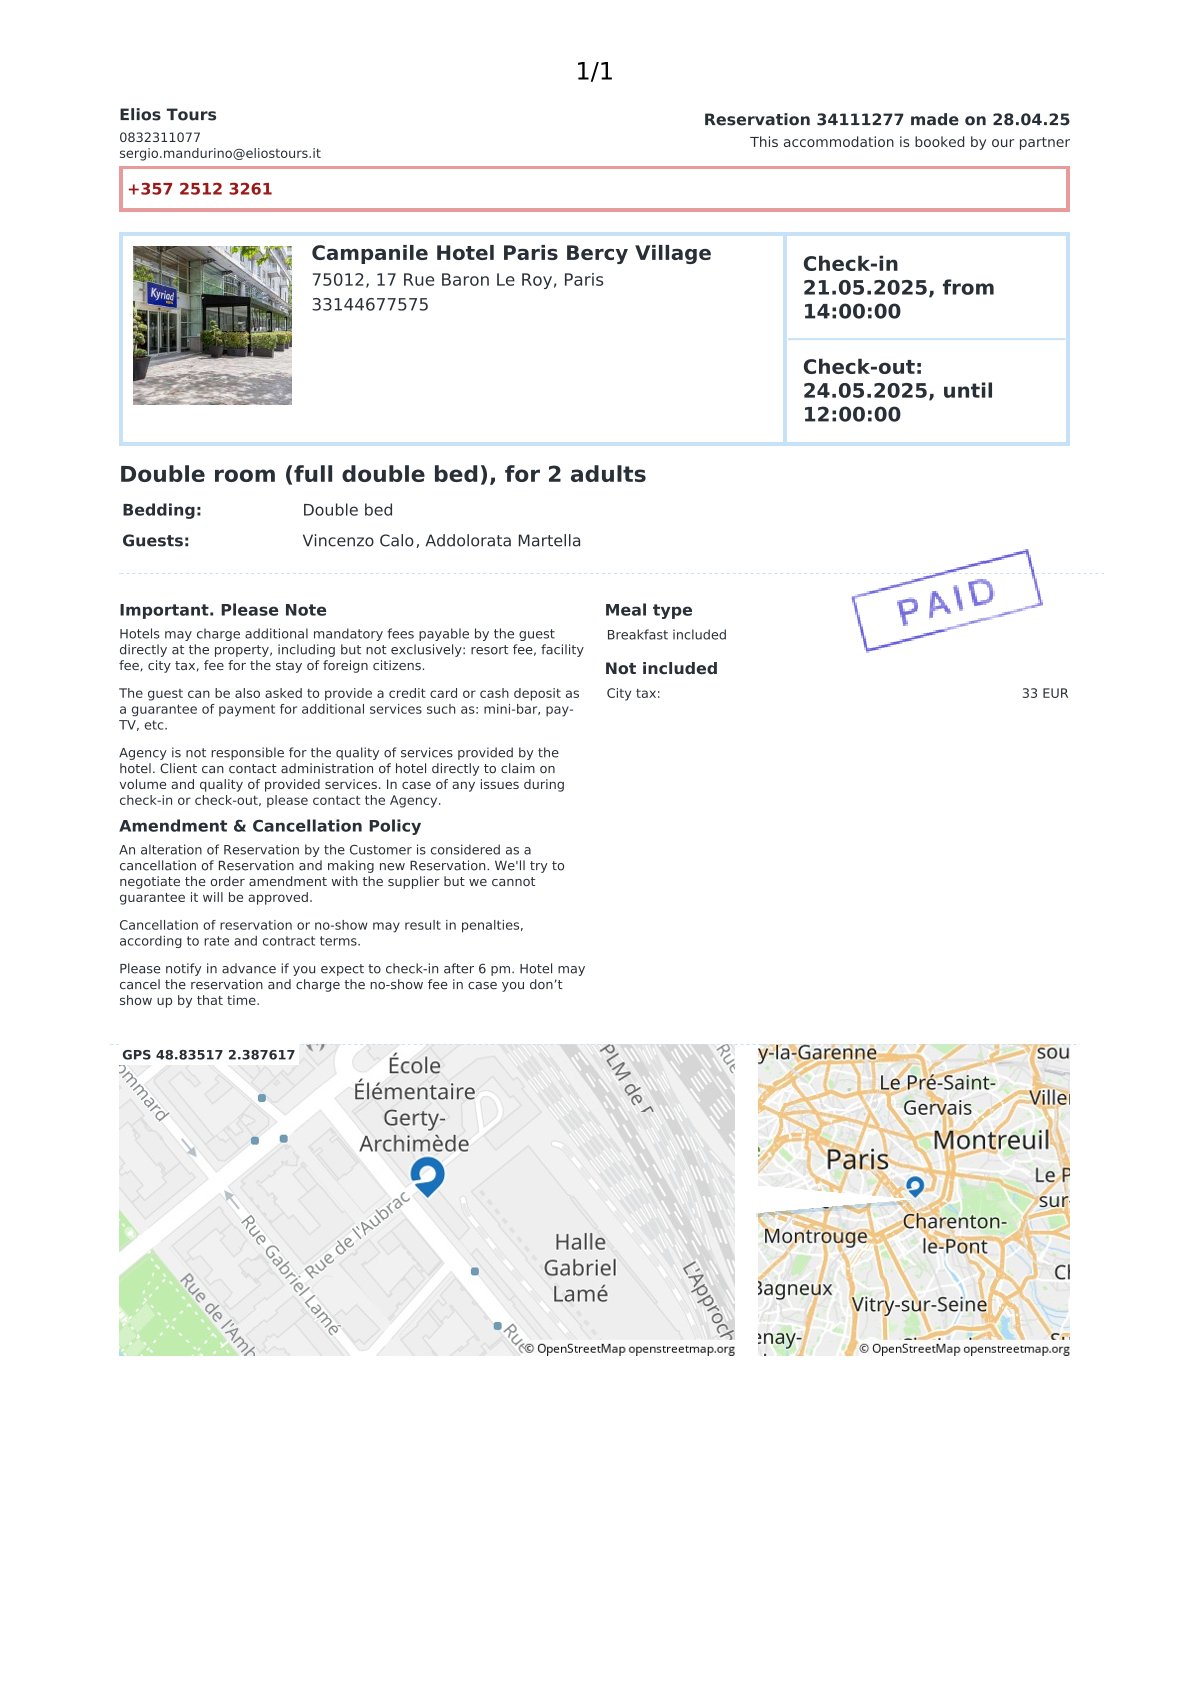 1/1
Elios Tours
0832311077
sergio.mandurino@eliostours.it
Reservation 34111277 made on 28.04.25
This accommodation is booked by our partner
+357 2512 3261
Kyriad
Campanile Hotel Paris Bercy Village
75012, 17 Rue Baron Le Roy, Paris
33144677575
Check-in
21.05.2025, from
14:00:00
Check-out:
24.05.2025, until
12:00:00
Double room (full double bed), for 2 adults
Bedding: Double bed
Guests: Vincenzo Calo, Addolorata Martella
PAID
Important. Please Note
Hotels may charge additional mandatory fees payable by the guest
directly at the property, including but not exclusively: resort fee, facility
fee, city tax, fee for the stay of foreign citizens.
The guest can be also asked to provide a credit card or cash deposit as
a guarantee of payment for additional services such as: mini-bar, pay-
TV, etc.
Agency is not responsible for the quality of services provided by the
hotel. Client can contact administration of hotel directly to claim on
volume and quality of provided services. In case of any issues during
check-in or check-out, please contact the Agency.
Amendment & Cancellation Policy
An alteration of Reservation by the Customer is considered as a
cancellation of Reservation and making new Reservation. We'll try to
negotiate the order amendment with the supplier but we cannot
guarantee it will be approved.
Cancellation of reservation or no-show may result in penalties,
according to rate and contract terms.
Please notify in advance if you expect to check-in after 6 pm. Hotel may
cancel the reservation and charge the no-show fee in case you don’t
show up by that time.
Meal type
Breakfast included
Not included
City tax: 33 EUR
GPS 48.83517 2.387617
École
Élémentaire
Gerty-
Archimède
ommard
PLM de
Rue
Rue de l'Aubrac
Rue Gabriel Lamé
Rue de l'Amb
Halle
Gabriel
Lamé
L'Approch
Rue
© OpenStreetMap openstreetmap.org
y-la-Garenne
sou
Le Pré-Saint-
Gervais
Viller
Montreuil
Paris
Le P
sur-
Charenton-
le-Pont
Montrouge
Bagneux
Vitry-sur-Seine
enay-
© OpenStreetMap openstreetmap.org